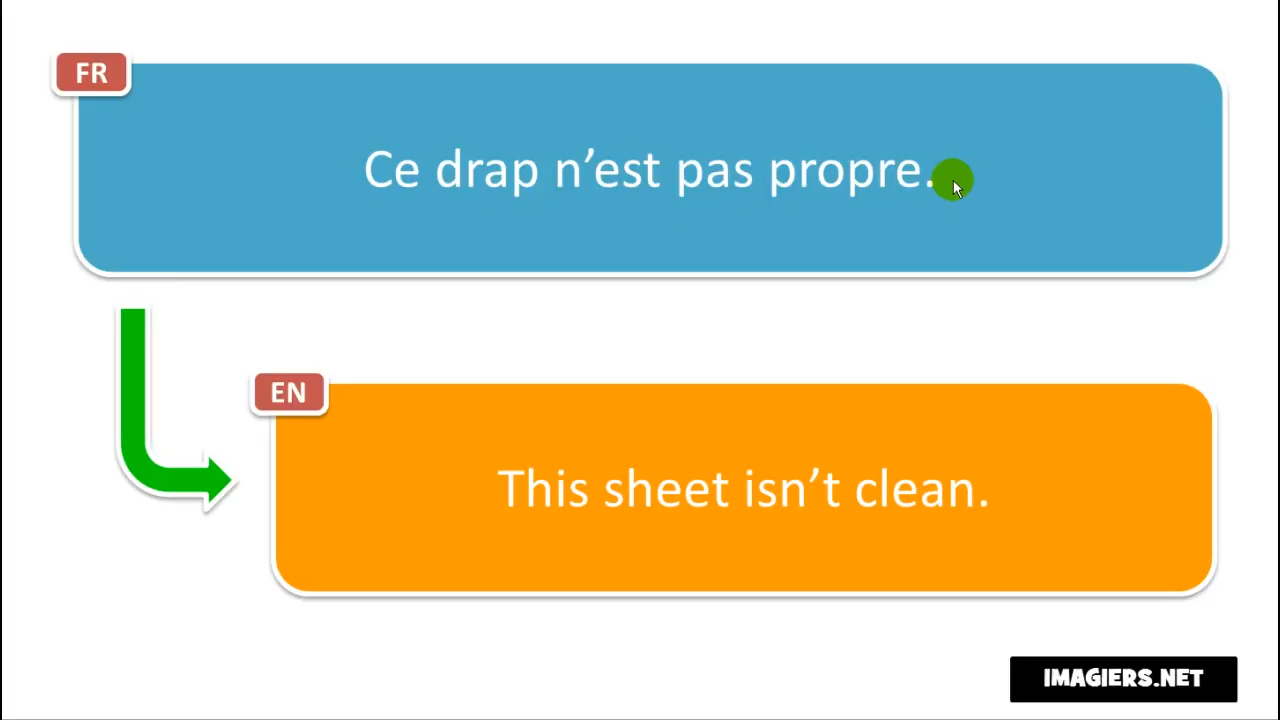 FR
Ce drap n’est pas propre.
EN
This sheet isn’t clean.
IMAGIERS.NET